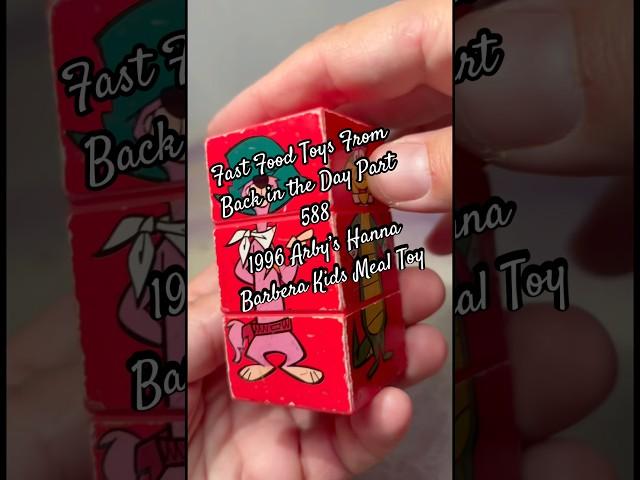 Fast Food Toys From
Back in the Day Part
588
1996 Arby's Hanna
Barbera Kids Meal Toy